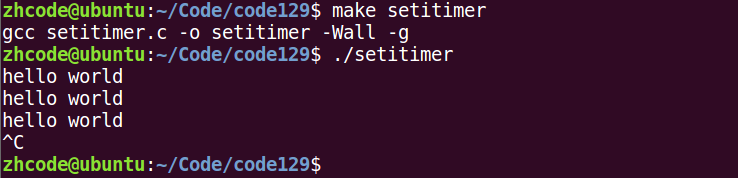 zhcode@ubuntu:~/Code/code129$ make setitimer
gcc setitimer.c -o setitimer -Wall -g
zhcode@ubuntu:~/Code/code129$ ./setitimer
hello world
hello world
hello world
^C
zhcode@ubuntu:~/Code/code129$